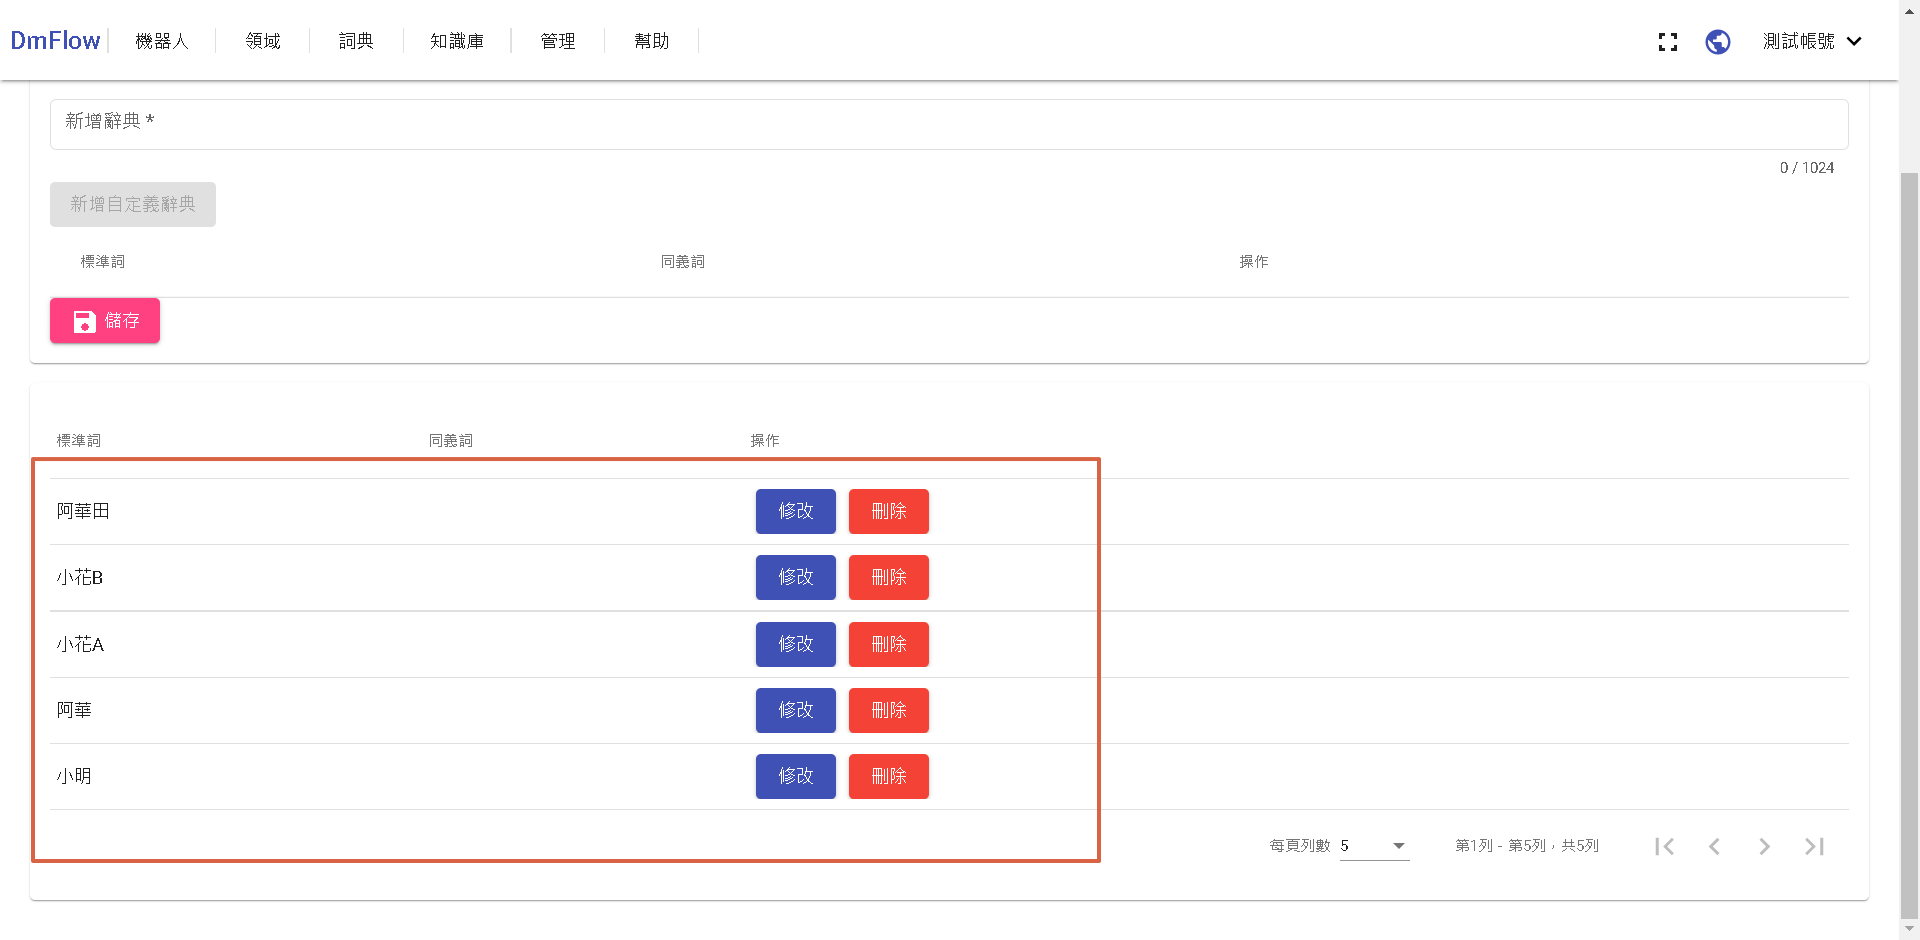 DmFlow 機器人 領域 詞典 知識庫 管理 幫助 測試帳號
新增辭典 *
0 / 1024
新增自定義辭典
標準詞 同義詞 操作
儲存
標準詞 同義詞 操作
阿華田 修改 刪除
小花B 修改 刪除
小花A 修改 刪除
阿華 修改 刪除
小明 修改 刪除
每頁列數 5 第1列 - 第5列，共5列